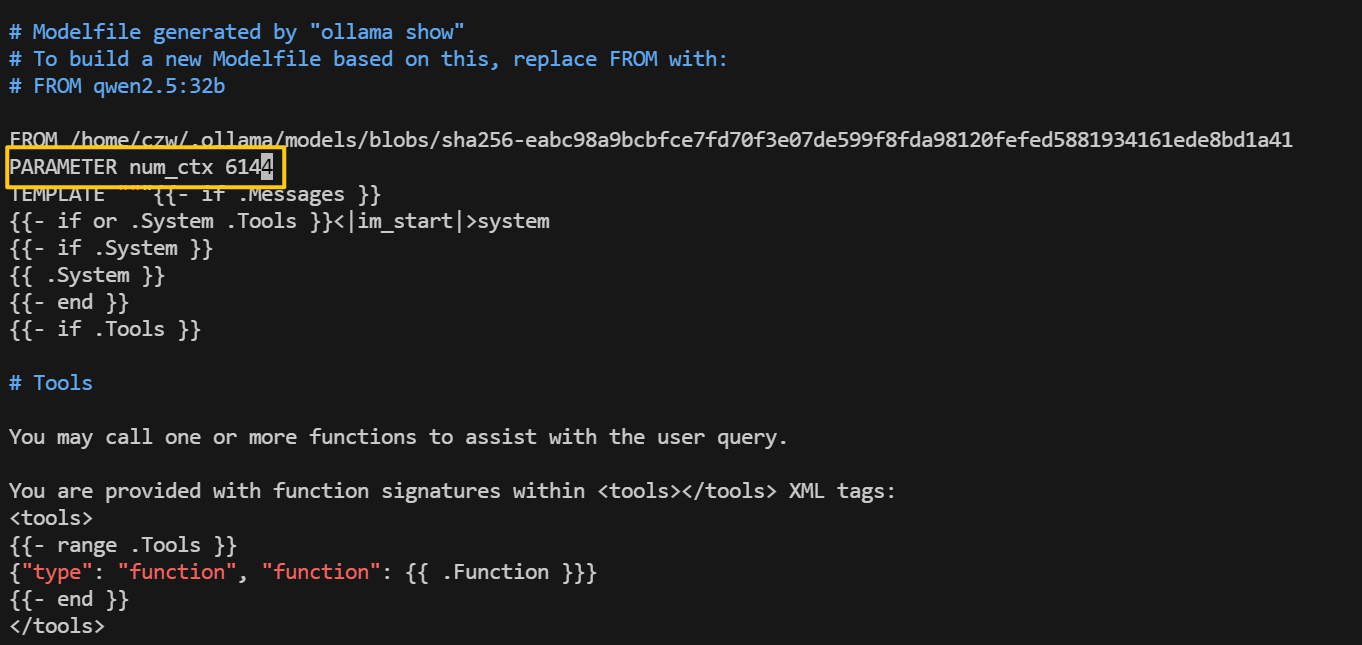 # Modelfile generated by "ollama show"
# To build a new Modelfile based on this, replace FROM with:
# FROM qwen2.5:32b
FROM /home/czw/.ollama/models/blobs/sha256-eabc98a9bcbfce7fd70f3e07de599f8fda98120fefed5881934161ede8bd1a41
PARAMETER num_ctx 6144
TEMPLATE """{{- if .Messages }}
{{- if or .System .Tools }}<|im_start|>system
{{- if .System }}
{{ .System }}
{{- end }}
{{- if .Tools }}
# Tools
You may call one or more functions to assist with the user query.
You are provided with function signatures within <tools></tools> XML tags:
<tools>
{{- range .Tools }}
{"type": "function", "function": {{ .Function }}}
{{- end }}
</tools>